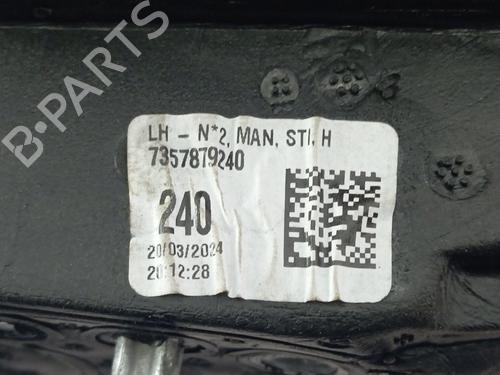 LH - N*2, MAN, STI, H
7357879240
240
20/03/2024
20:12:28
B-PARTS